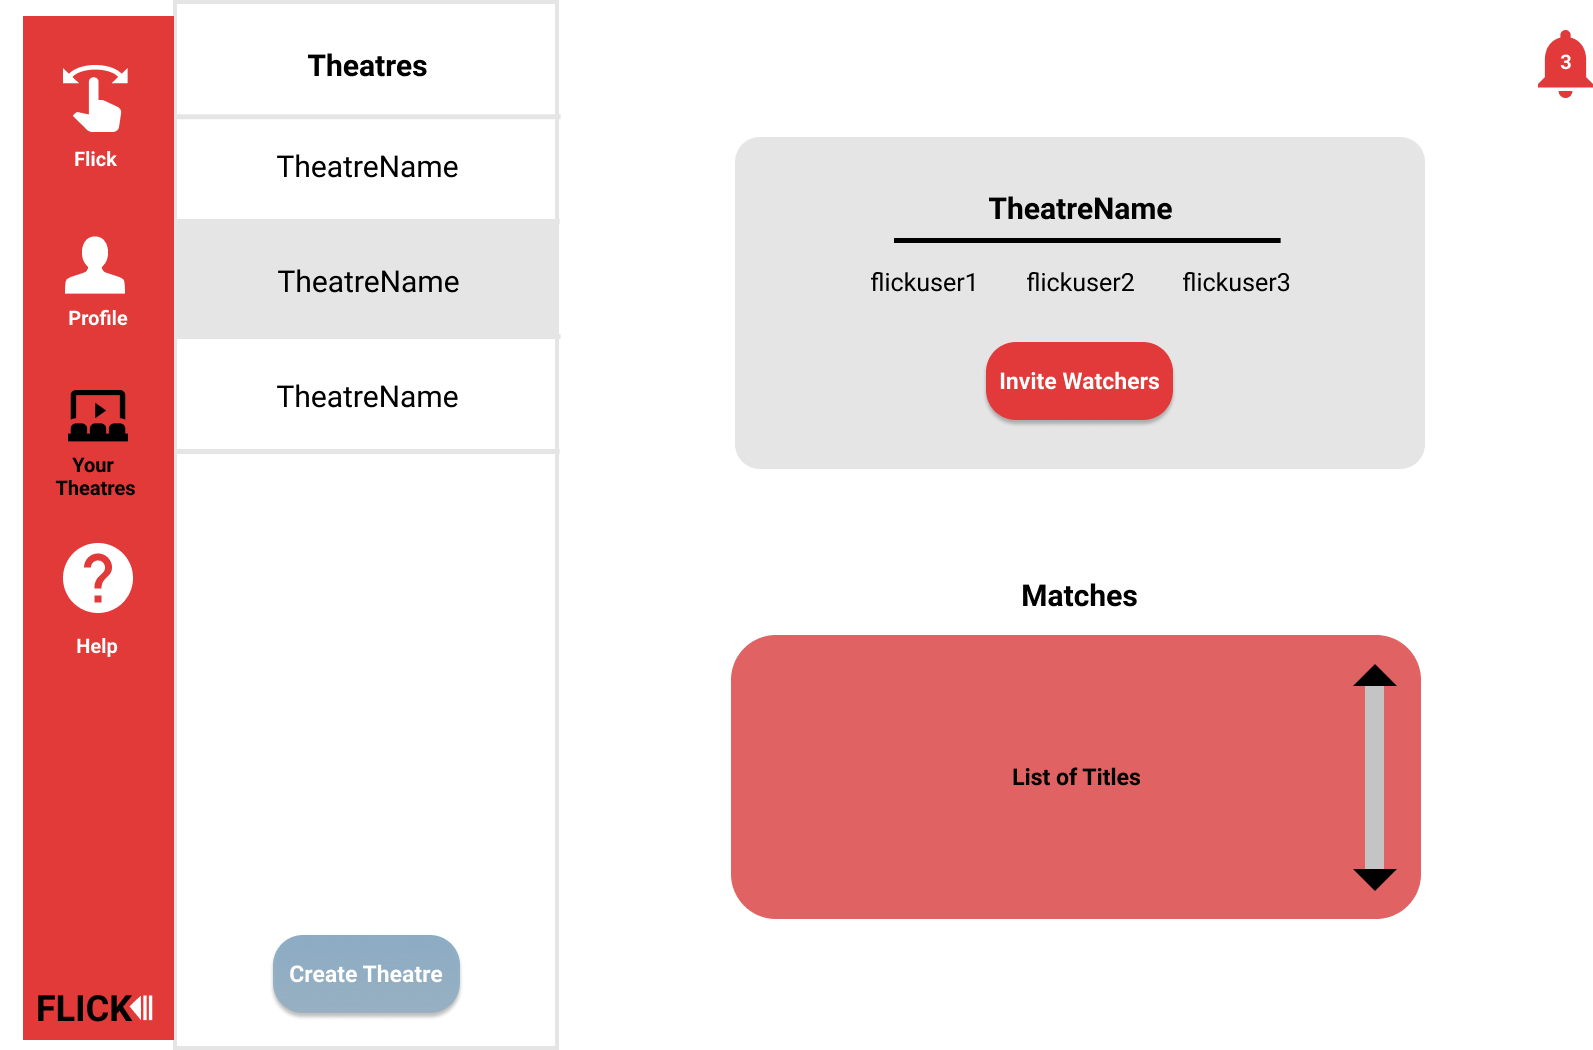 Flick
Profile
Your
Theatres
?
Help
FLICK
Theatres
TheatreName
TheatreName
TheatreName
Create Theatre
3
TheatreName
flickuser1 flickuser2 flickuser3
Invite Watchers
Matches
List of Titles